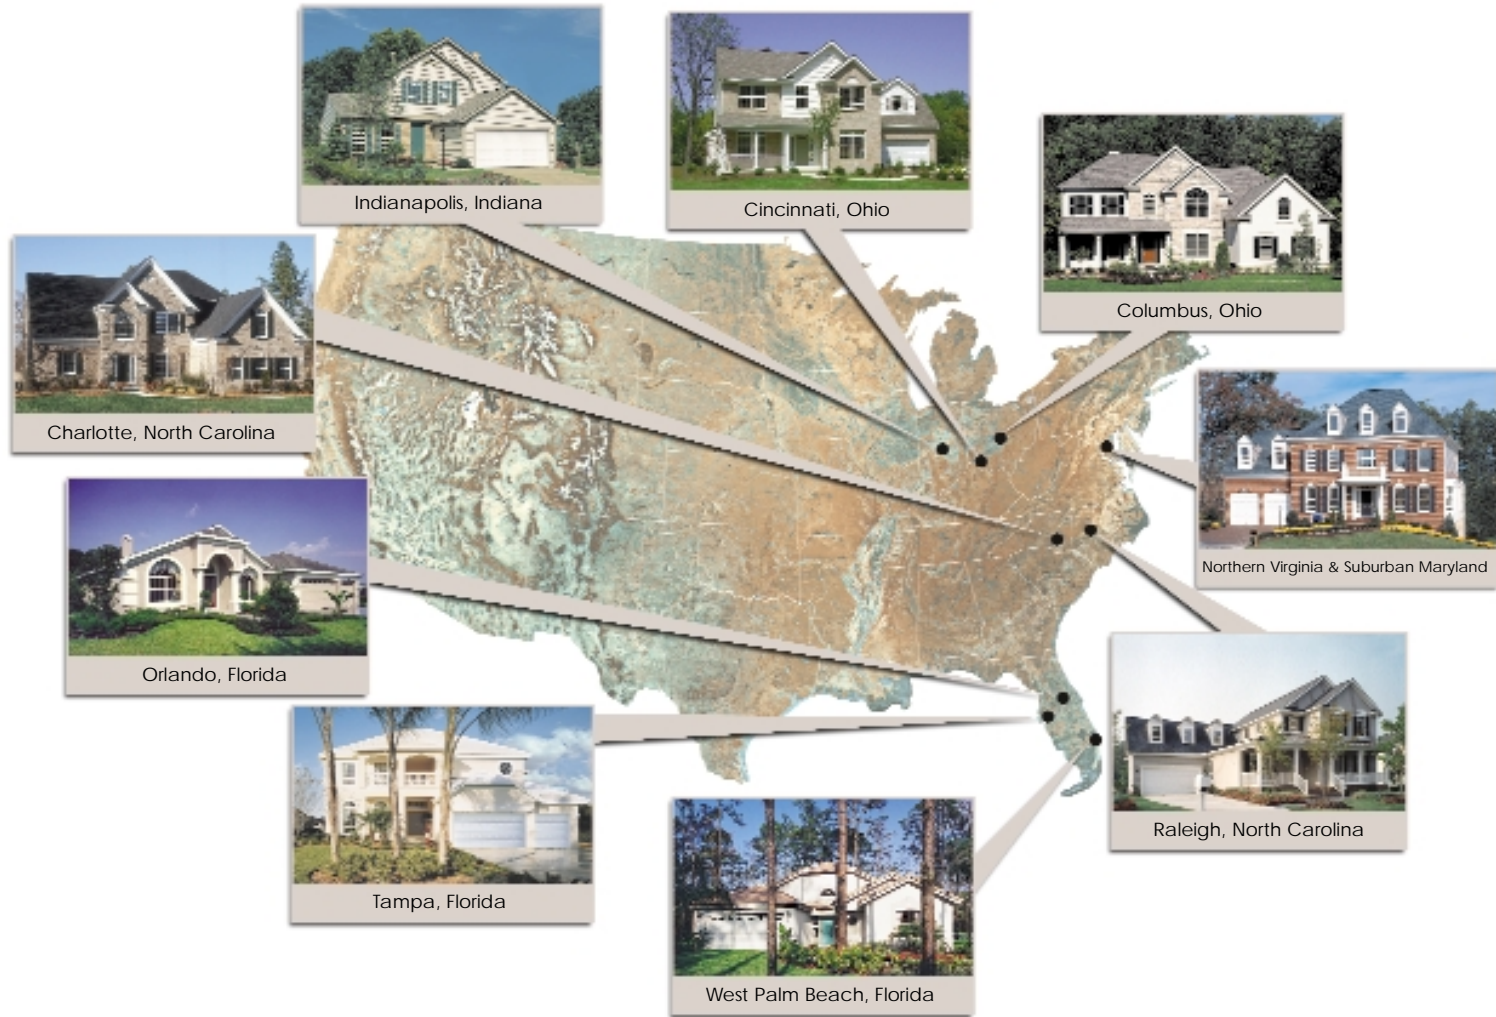 Indianapolis, Indiana
Cincinnati, Ohio
Columbus, Ohio
Charlotte, North Carolina
Northern Virginia & Suburban Maryland
Orlando, Florida
Raleigh, North Carolina
Tampa, Florida
West Palm Beach, Florida